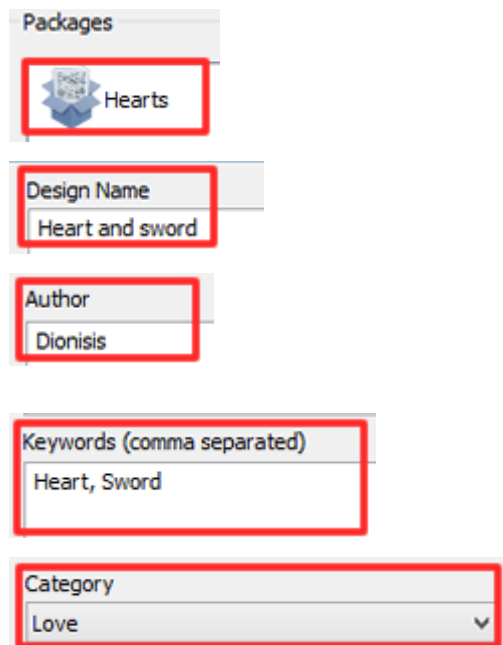 Packages
Hearts
Design Name
Heart and sword
Author
Dionisis
Keywords (comma separated)
Heart, Sword
Category
Love